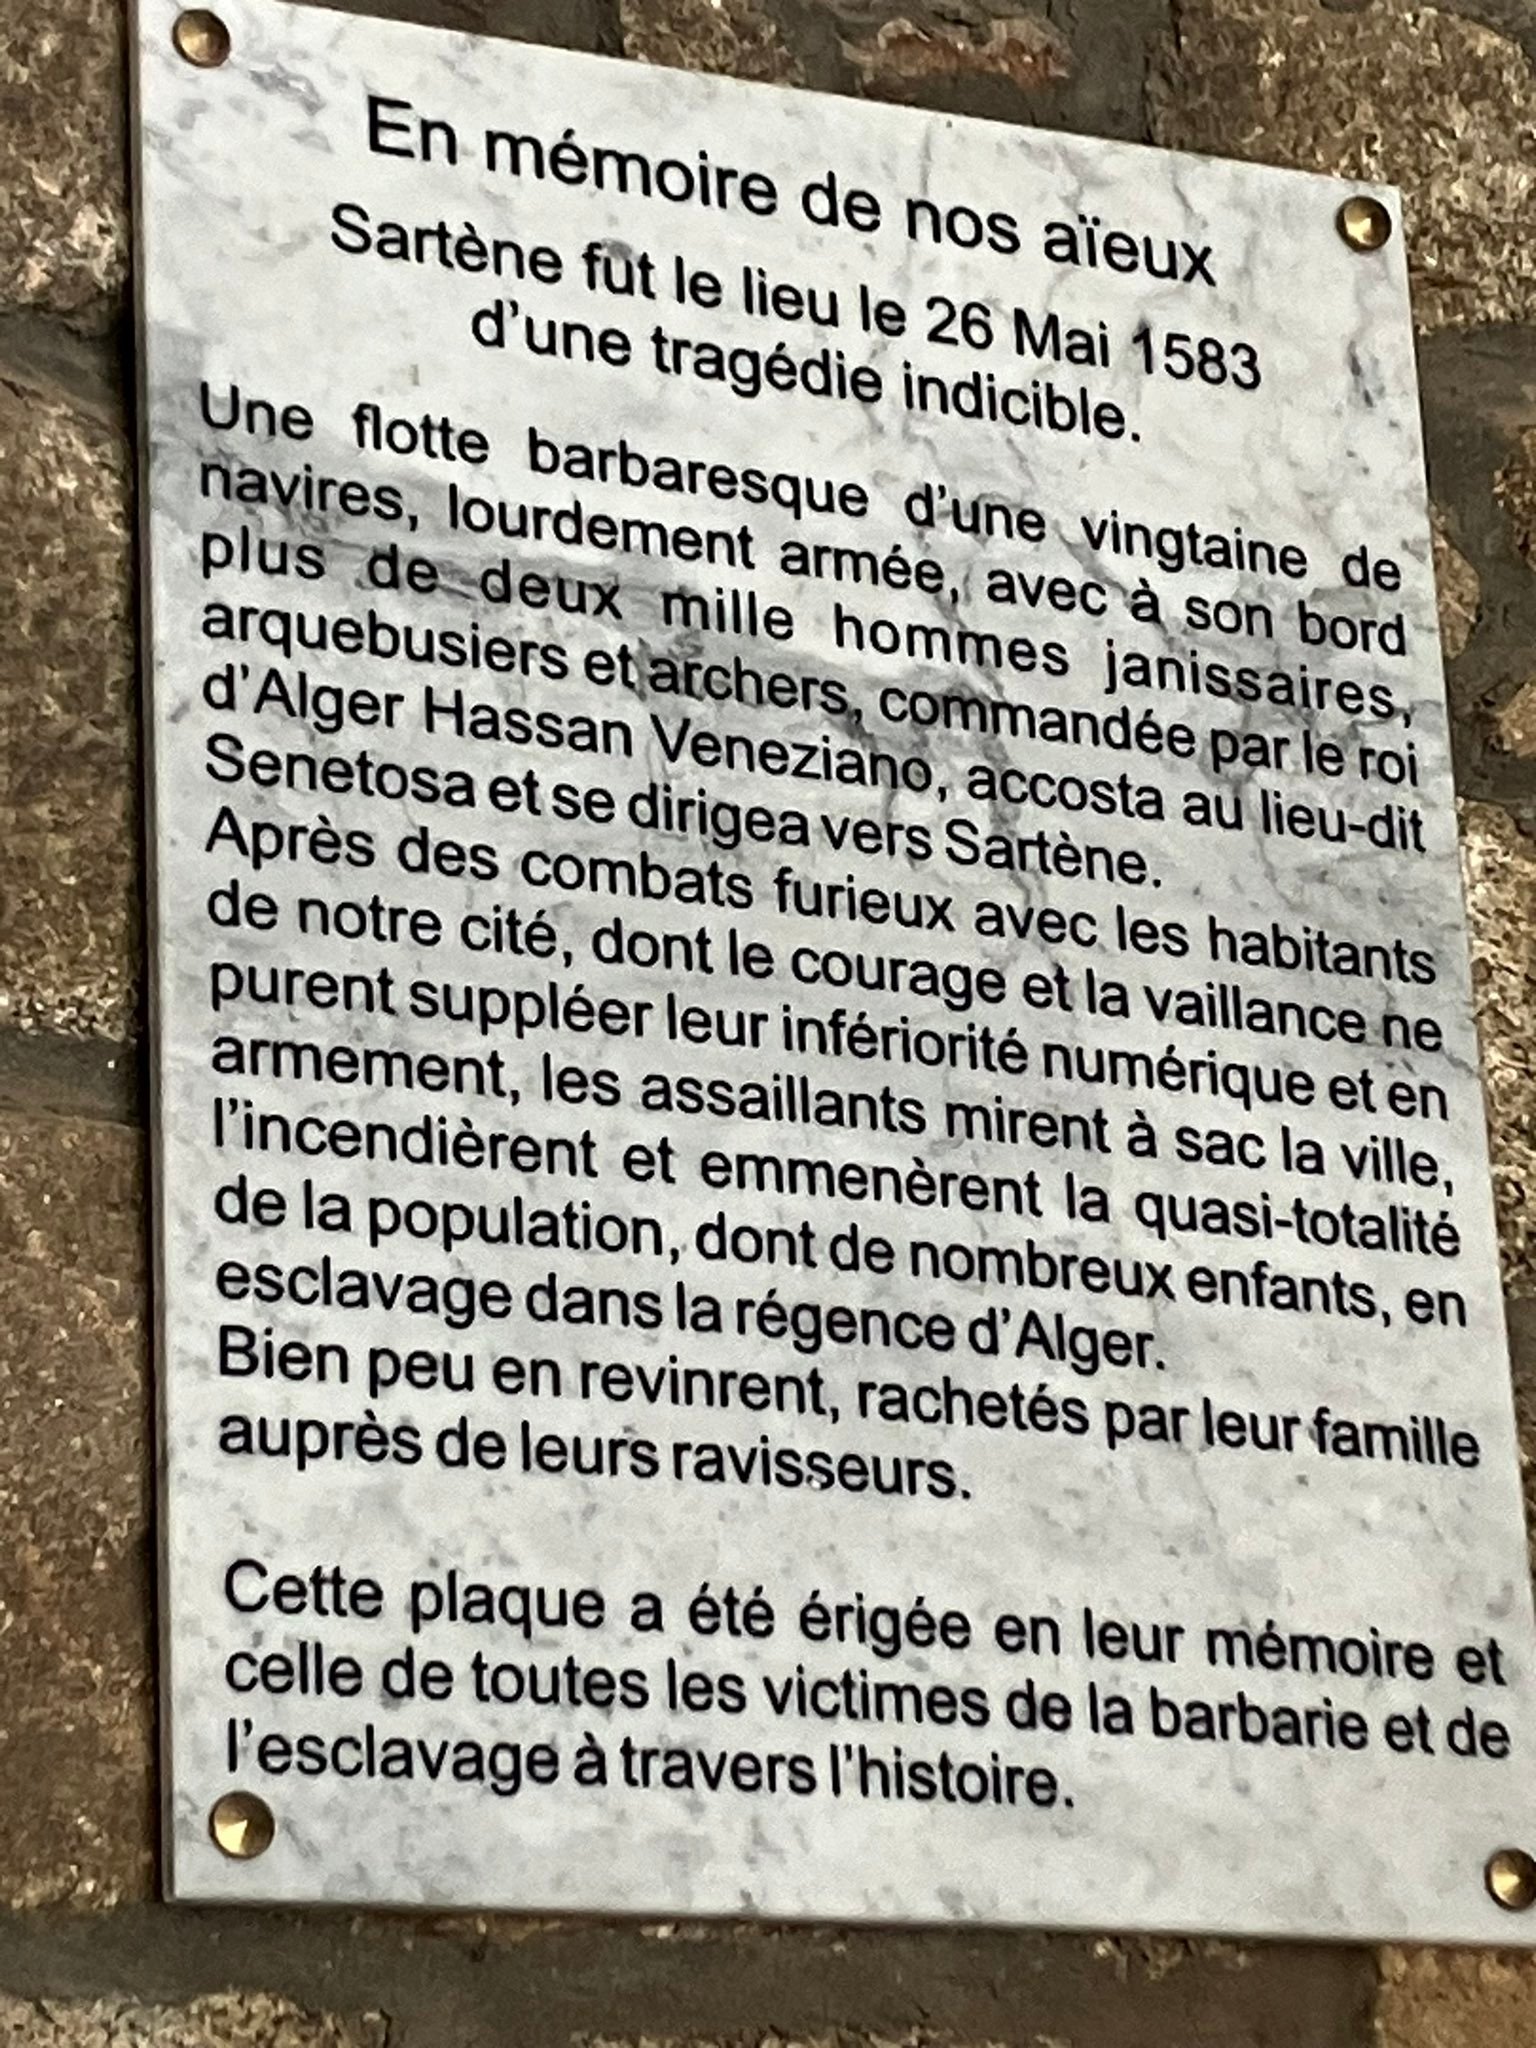 En mémoire de nos aïeux
Sartène fut le lieu le 26 Mai 1583
d'une tragédie indicible.
Une flotte barbaresque d'une vingtaine de
navires, lourdement armée, avec à son bord
plus de deux mille hommes janissaires,
arquebusiers et archers, commandée par le roi
d'Alger Hassan Veneziano, accosta au lieu-dit
Senetosa et se dirigea vers Sartène.
Après des combats furieux avec les habitants
de notre cité, dont le courage et la vaillance ne
purent suppléer leur infériorité numérique et en
armement, les assaillants mirent à sac la ville,
l'incendièrent et emmenèrent la quasi-totalité
de la population, dont de nombreux enfants, en
esclavage dans la régence d'Alger.
Bien peu en revinrent, rachetés par leur famille
auprès de leurs ravisseurs.
Cette plaque a été érigée en leur mémoire et
celle de toutes les victimes de la barbarie et de
l'esclavage à travers l'histoire.